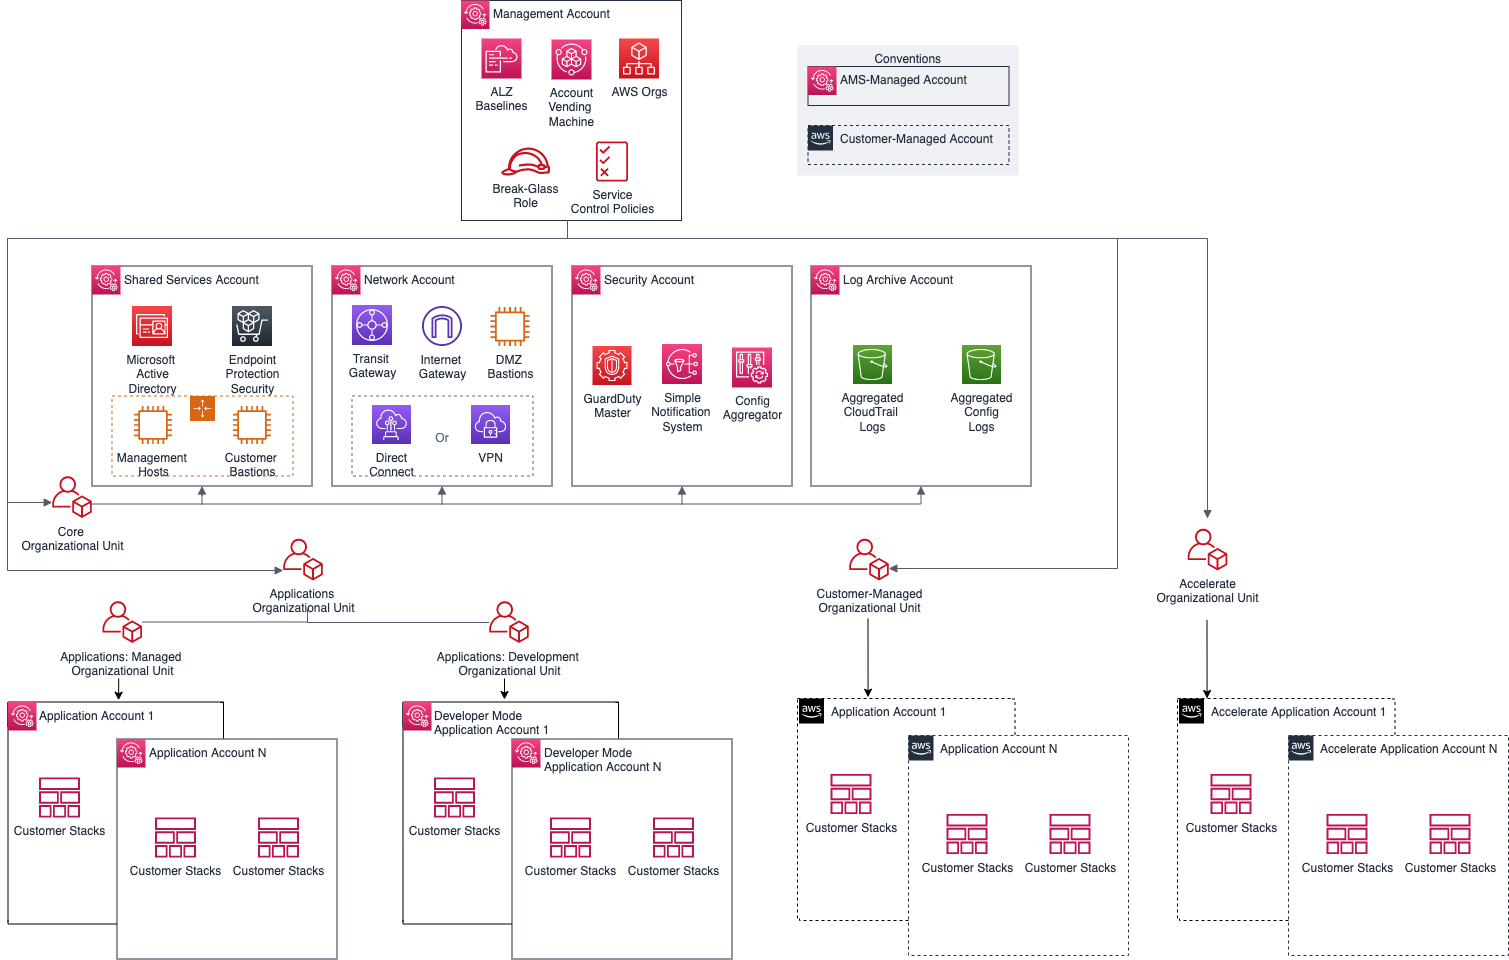 Management Account
ALZ
Baselines
Account
Vending
Machine
AWS Orgs
Break-Glass
Role
Service
Control Policies
Conventions
AMS-Managed Account
aws
Customer-Managed Account
Shared Services Account
Microsoft
Active
Directory
Endpoint
Protection
Security
Management
Hosts
Customer
Bastions
Network Account
Transit
Gateway
Internet
Gateway
DMZ
Bastions
Direct
Connect
Or
VPN
Security Account
GuardDuty
Master
Simple
Notification
System
Config
Aggregator
Log Archive Account
Aggregated
CloudTrail
Logs
Aggregated
Config
Logs
Core
Organizational Unit
Applications
Organizational Unit
Customer-Managed
Organizational Unit
Accelerate
Organizational Unit
Applications: Managed
Organizational Unit
Applications: Development
Organizational Unit
Application Account 1
Customer Stacks
Application Account N
Customer Stacks
Customer Stacks
Developer Mode
Application Account 1
Customer Stacks
Developer Mode
Application Account N
Customer Stacks
Customer Stacks
aws
Application Account 1
Customer Stacks
aws
Application Account N
Customer Stacks
Customer Stacks
aws
Accelerate Application Account 1
Customer Stacks
aws
Accelerate Application Account N
Customer Stacks
Customer Stacks